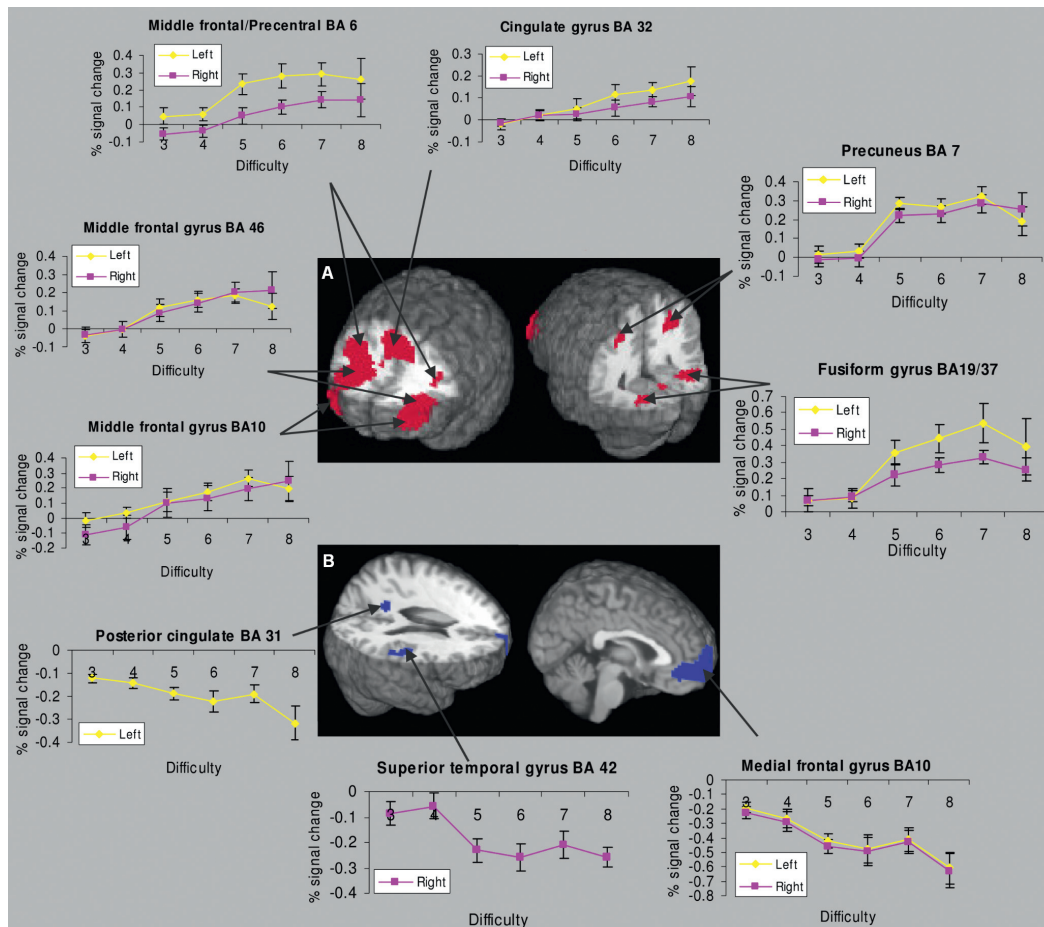 Middle frontal/Precentral BA 6
% signal change
0.4
0.3
0.2
0.1
0
-0.1
Left
Right
3 4 5 6 7 8
Difficulty
Cingulate gyrus BA 32
% signal change
0.3
0.2
0.1
0
-0.1
Left
Right
3 4 5 6 7 8
Difficulty
Precuneus BA 7
% signal change
0.4
0.3
0.2
0.1
0
-0.1
Left
Right
3 4 5 6 7 8
Difficulty
Middle frontal gyrus BA 46
% signal change
0.4
0.3
0.2
0.1
0
-0.1
Left
Right
3 4 5 6 7 8
Difficulty
A
Fusiform gyrus BA19/37
% signal change
0.7
0.6
0.5
0.4
0.3
0.2
0.1
0
Left
Right
3 4 5 6 7 8
Difficulty
Middle frontal gyrus BA10
% signal change
0.4
0.3
0.2
0.1
0
-0.1
-0.2
Left
Right
3 4 5 6 7 8
Difficulty
B
Posterior cingulate BA 31
% signal change
0
-0.1
-0.2
-0.3
-0.4
Left
3 4 5 6 7 8
Difficulty
Superior temporal gyrus BA 42
% signal change
0
-0.1
-0.2
-0.3
-0.4
Right
3 4 5 6 7 8
Difficulty
Medial frontal gyrus BA10
% signal change
0
-0.1
-0.2
-0.3
-0.4
-0.5
-0.6
-0.7
-0.8
Left
Right
3 4 5 6 7 8
Difficulty